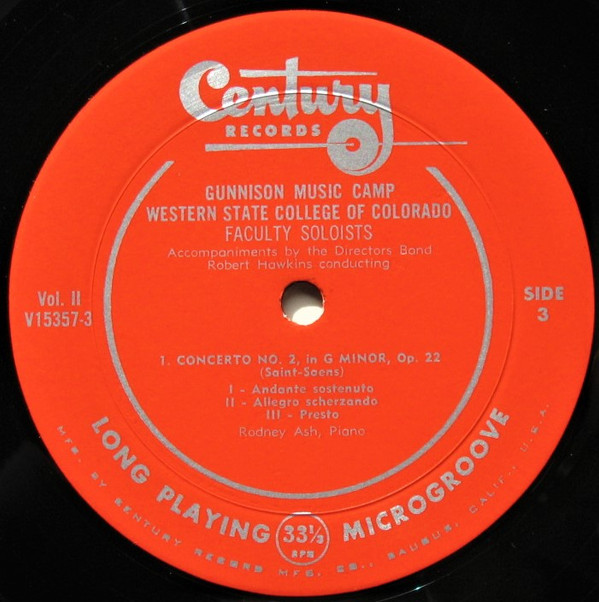 Century
RECORDS
GUNNISON MUSIC CAMP
WESTERN STATE COLLEGE OF COLORADO
FACULTY SOLOISTS
Accompaniments by the Directors Band
Robert Hawkins conducting
Vol. II
V15357-3
SIDE
3
1. CONCERTO NO. 2, in G MINOR, Op. 22
(Saint-Saens)
I - Andante sostenuto
II - Allegro scherzando
III - Presto
Rodney Ash, Piano
LONG PLAYING 33⅓ RPM MICROGROOVE
MFG. BY CENTURY RECORD MFG. CO., SAUGUS, CALIF., U.S.A.